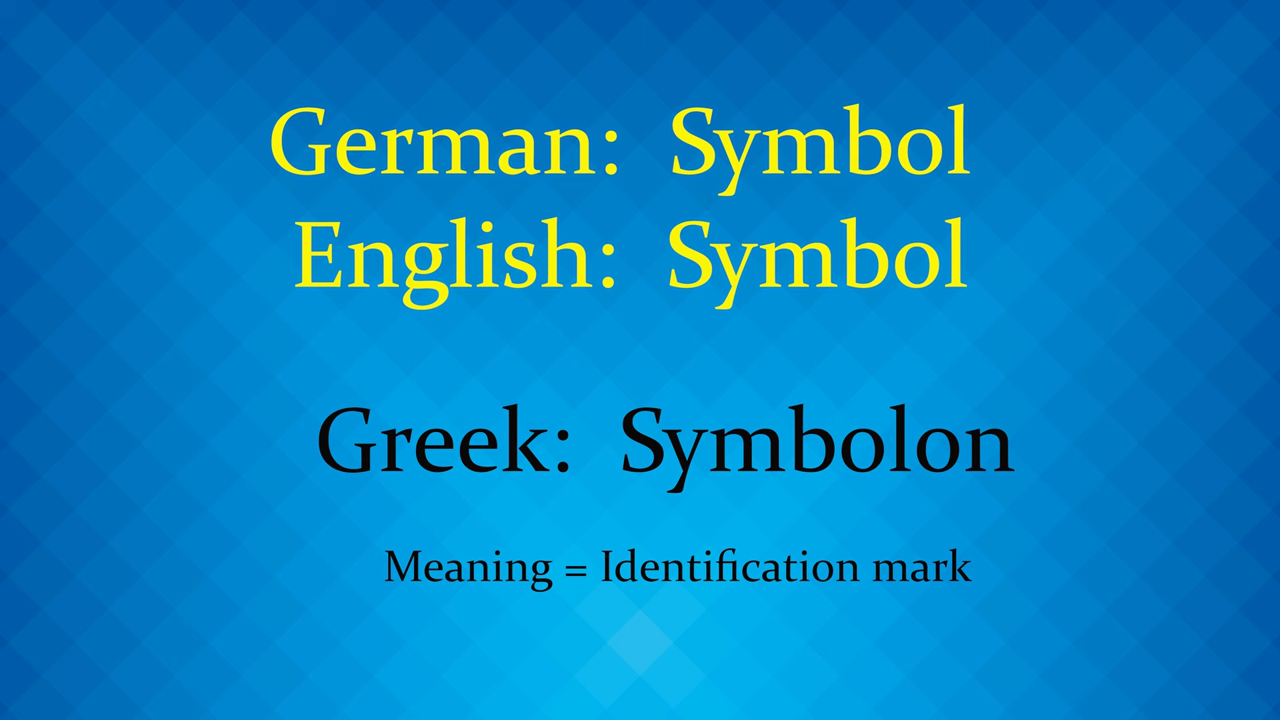 German: Symbol
English: Symbol
Greek: Symbolon
Meaning = Identification mark